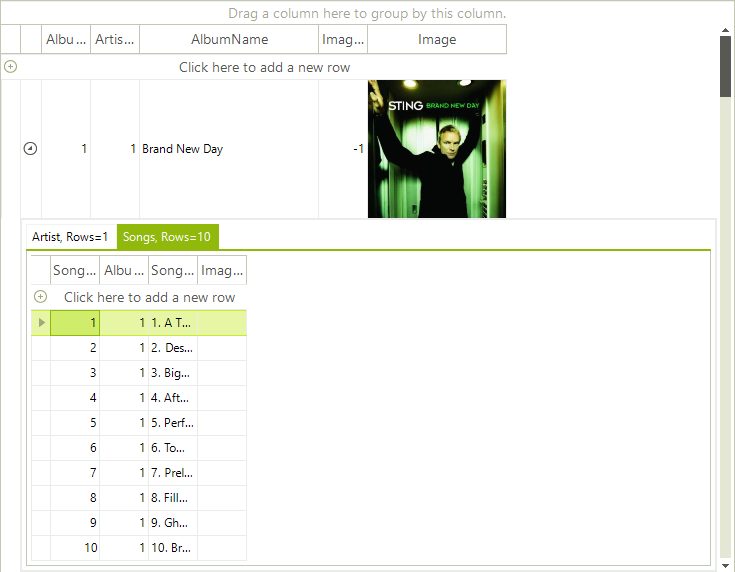 Drag a column here to group by this column.
Albu... Artis... AlbumName Imag... Image
Click here to add a new row
STING BRAND NEW DAY
1 1 Brand New Day -1
Artist, Rows=1 Songs, Rows=10
Song... Albu... Song... Imag...
Click here to add a new row
1 1 1. A T...
2 1 2. Des...
3 1 3. Big...
4 1 4. Aft...
5 1 5. Perf...
6 1 6. To...
7 1 7. Prel...
8 1 8. Fill...
9 1 9. Gh...
10 1 10. Br...